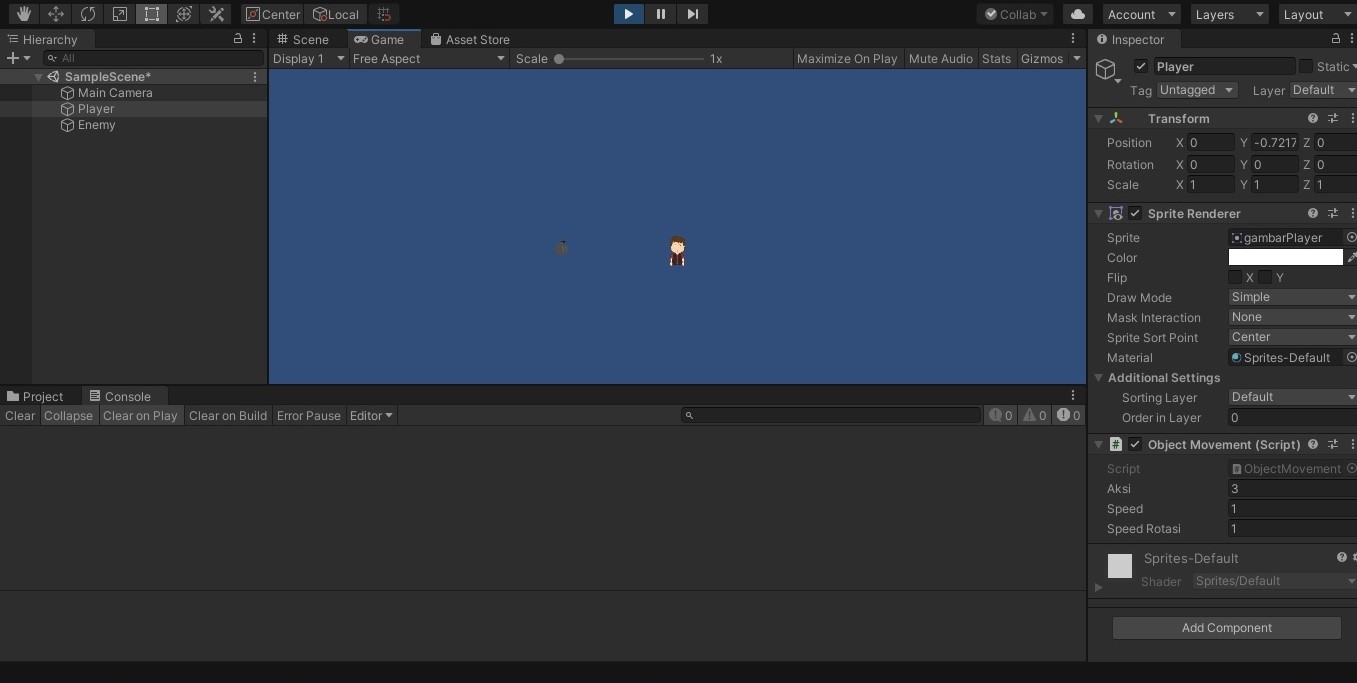 Center Local Collab Account Layers Layout
Hierarchy
All
SampleScene*
Main Camera
Player
Enemy
Scene Game Asset Store
Display 1 Free Aspect Scale 1x Maximize On Play Mute Audio Stats Gizmos
Project Console
Clear Collapse Clear on Play Clear on Build Error Pause Editor 0 0 0
Inspector
Player Static
Tag Untagged Layer Default
Transform
Position X 0 Y -0.7217 Z 0
Rotation X 0 Y 0 Z 0
Scale X 1 Y 1 Z 1
Sprite Renderer
Sprite gambarPlayer
Color
Flip X Y
Draw Mode Simple
Mask Interaction None
Sprite Sort Point Center
Material Sprites-Default
Additional Settings
Sorting Layer Default
Order in Layer 0
# Object Movement (Script)
Script ObjectMovement
Aksi 3
Speed 1
Speed Rotasi 1
Sprites-Default
Shader Sprites/Default
Add Component